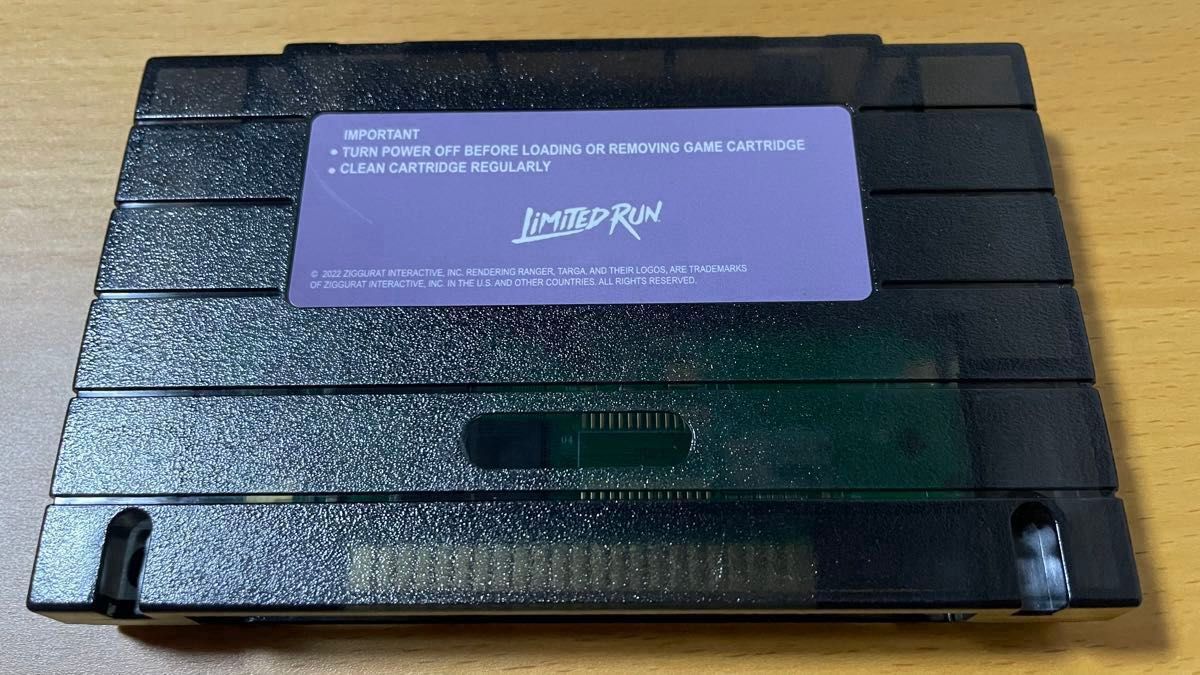 IMPORTANT
• TURN POWER OFF BEFORE LOADING OR REMOVING GAME CARTRIDGE
• CLEAN CARTRIDGE REGULARLY
LIMITED RUN
© 2022 ZIGGURAT INTERACTIVE, INC. RENDERING RANGER, TARGA, AND THEIR LOGOS, ARE TRADEMARKS
OF ZIGGURAT INTERACTIVE, INC. IN THE U.S. AND OTHER COUNTRIES. ALL RIGHTS RESERVED.
U4